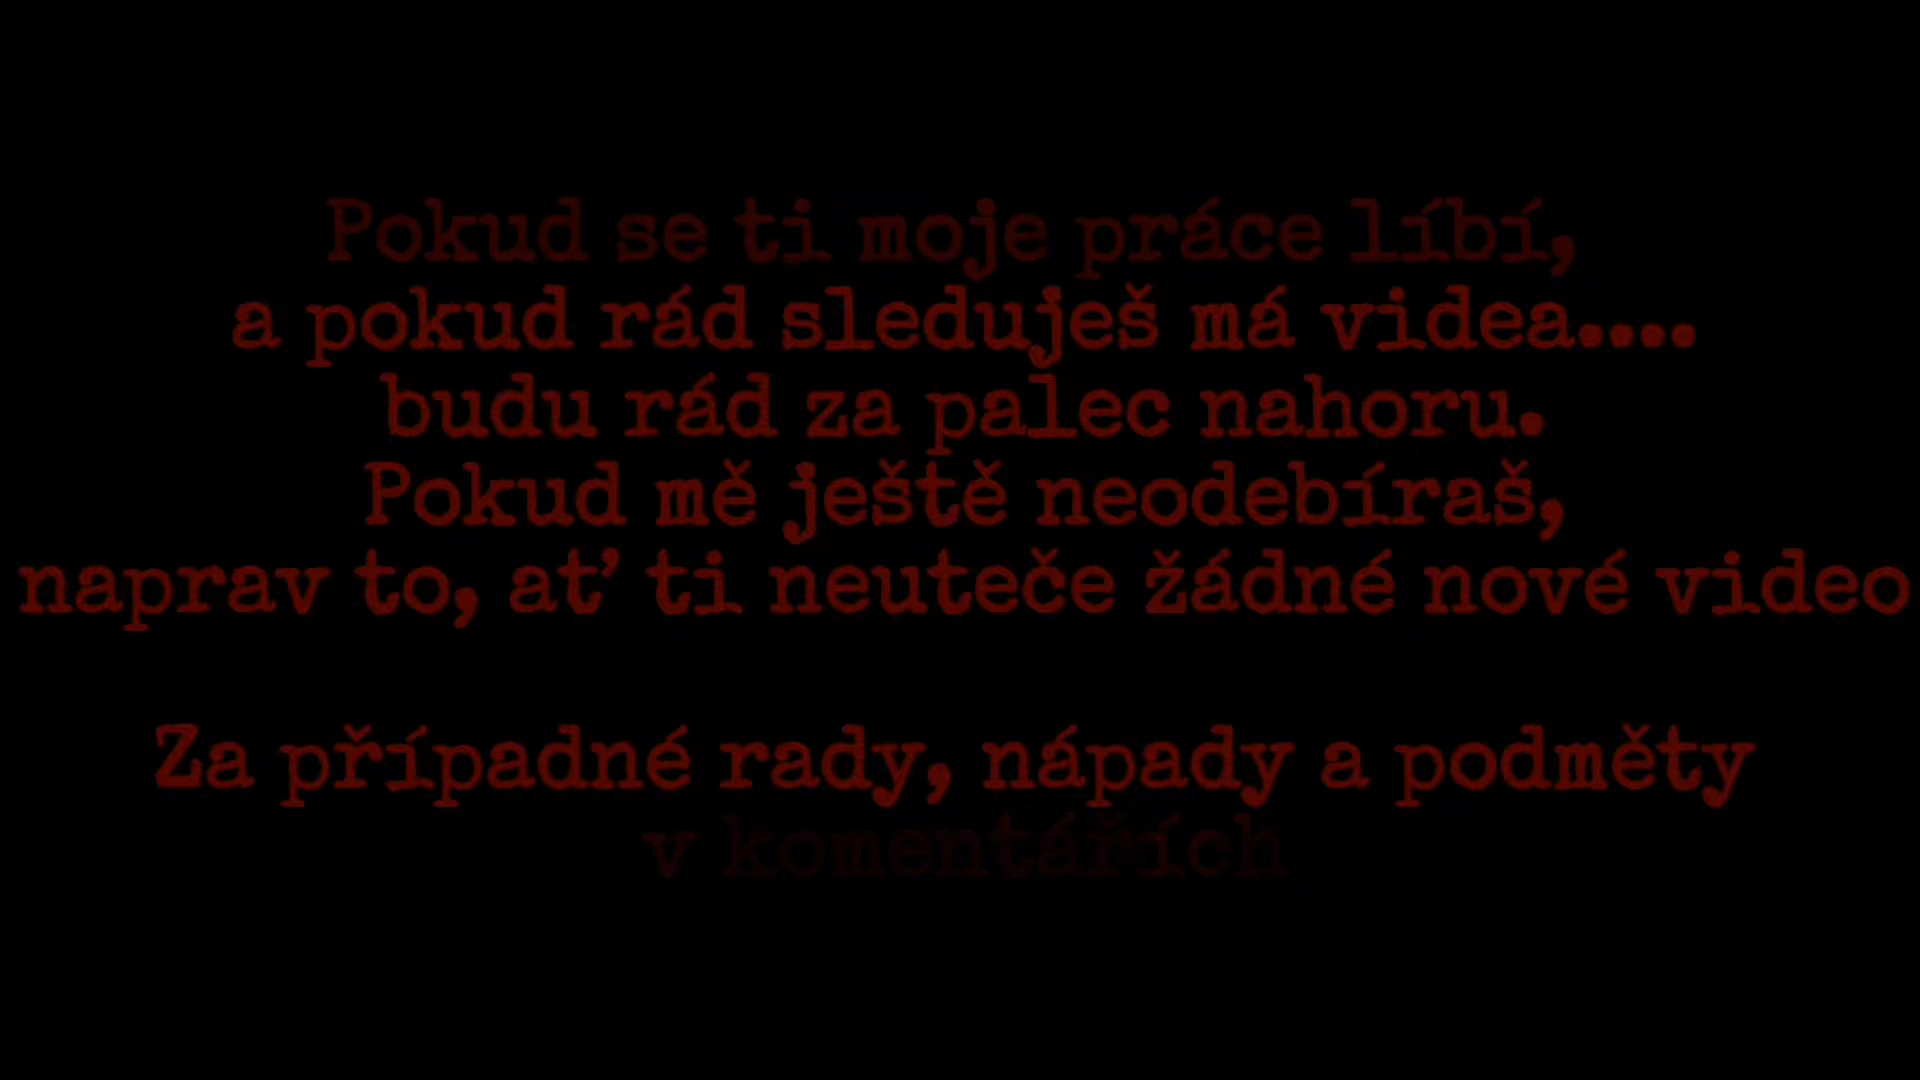 Pokud se ti moje práce líbí,
a pokud rád sleduješ má videa....
budu rád za palec nahoru.
Pokud mě ještě neodebíraš,
naprav to, ať ti neuteče žádné nové video
Za případné rady, nápady a podměty
v komentářích